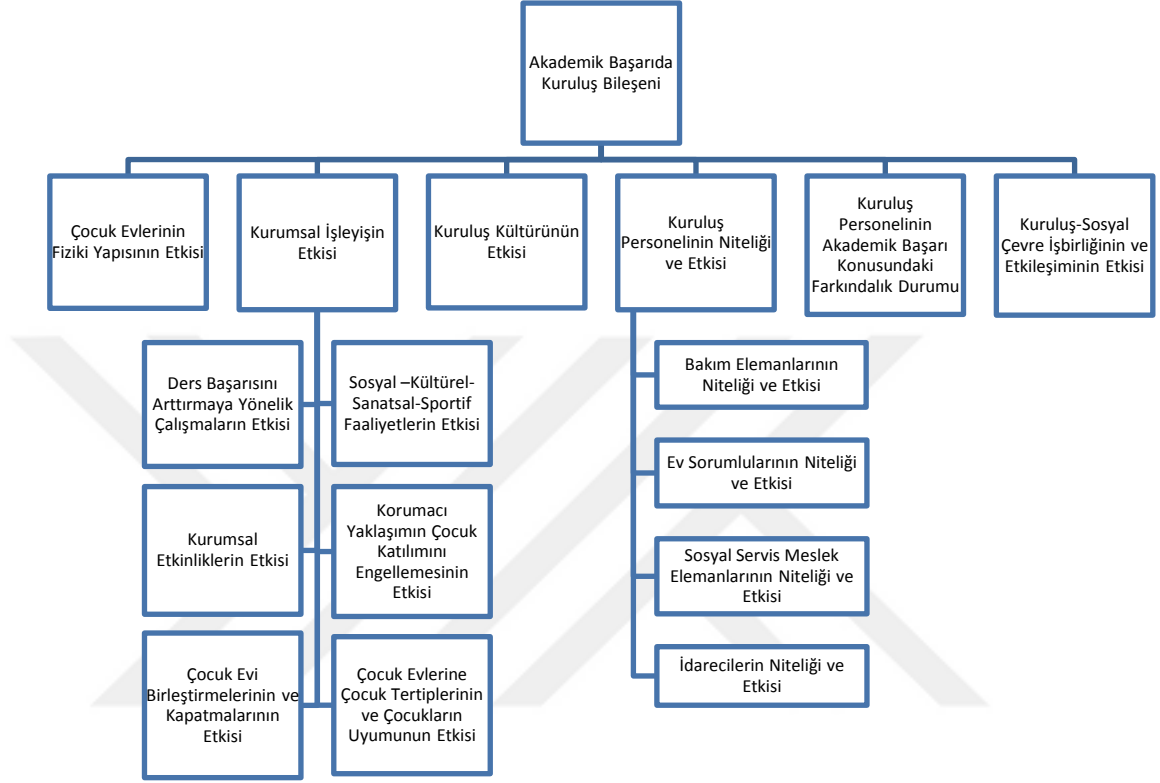 Akademik Başarıda
Kuruluş Bileşeni
Çocuk Evlerinin
Fiziki Yapısının Etkisi
Kurumsal İşleyişin
Etkisi
Kuruluş Kültürünün
Etkisi
Kuruluş
Personelinin Niteliği
ve Etkisi
Kuruluş
Personelinin
Akademik Başarı
Konusundaki
Farkındalık Durumu
Kuruluş-Sosyal
Çevre İşbirliğinin ve
Etkileşiminin Etkisi
Ders Başarısını
Arttırmaya Yönelik
Çalışmaların Etkisi
Sosyal –Kültürel-
Sanatsal-Sportif
Faaliyetlerin Etkisi
Kurumsal
Etkinliklerin Etkisi
Korumacı
Yaklaşımın Çocuk
Katılımını
Engellemesinin
Etkisi
Çocuk Evi
Birleştirmelerinin ve
Kapatmalarının
Etkisi
Çocuk Evlerine
Çocuk Tertiplerinin
ve Çocukların
Uyumunun Etkisi
Bakım Elemanlarının
Niteliği ve Etkisi
Ev Sorumlularının Niteliği
ve Etkisi
Sosyal Servis Meslek
Elemanlarının Niteliği ve
Etkisi
İdarecilerin Niteliği ve
Etkisi